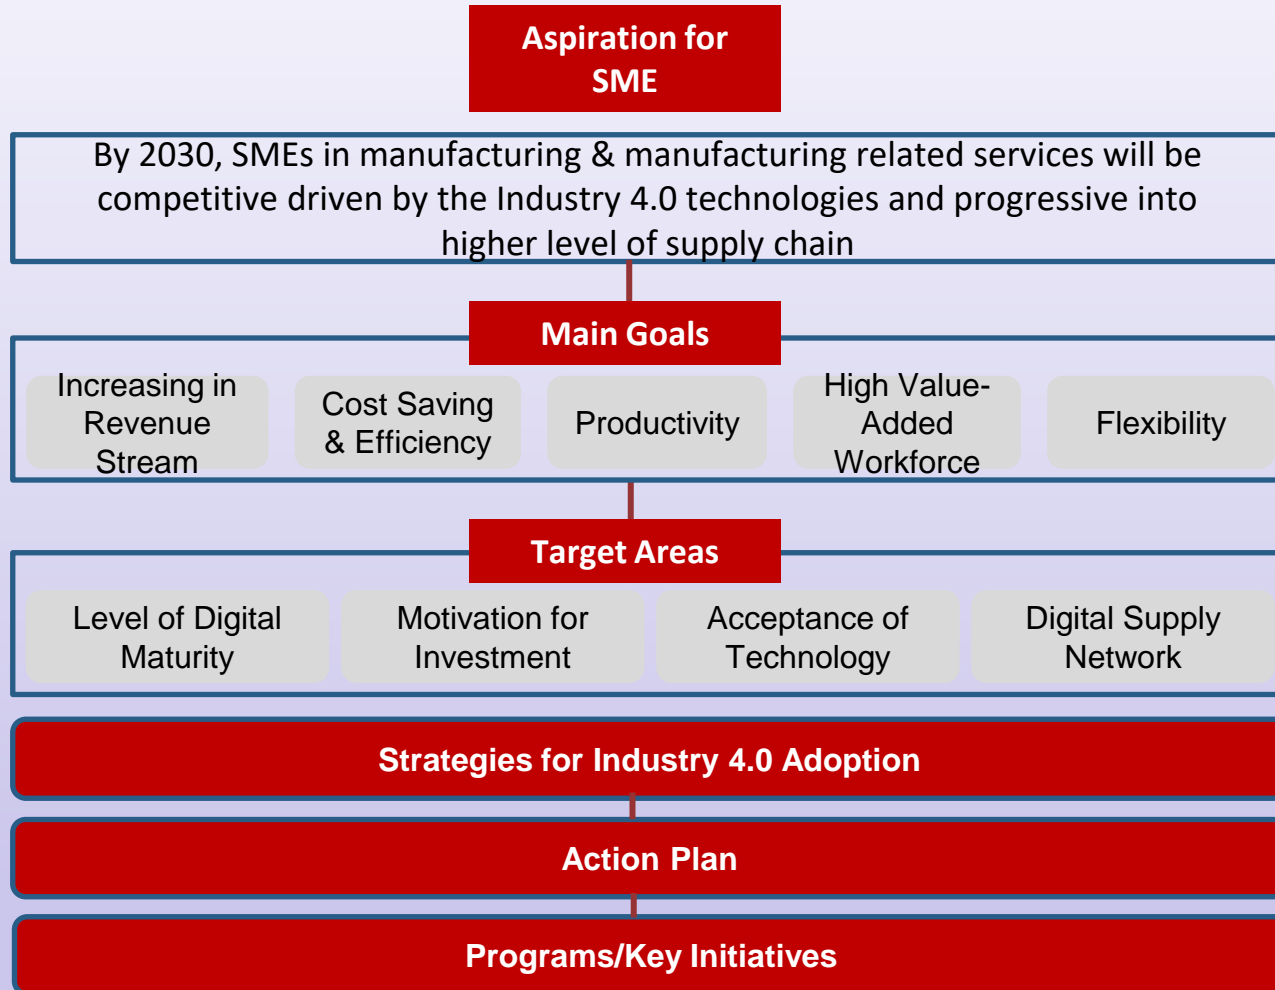 Aspiration for
SME
By 2030, SMEs in manufacturing & manufacturing related services will be
competitive driven by the Industry 4.0 technologies and progressive into
higher level of supply chain
Main Goals
Increasing in
Revenue
Stream
Cost Saving
& Efficiency
Productivity
High Value-
Added
Workforce
Flexibility
Target Areas
Level of Digital
Maturity
Motivation for
Investment
Acceptance of
Technology
Digital Supply
Network
Strategies for Industry 4.0 Adoption
Action Plan
Programs/Key Initiatives